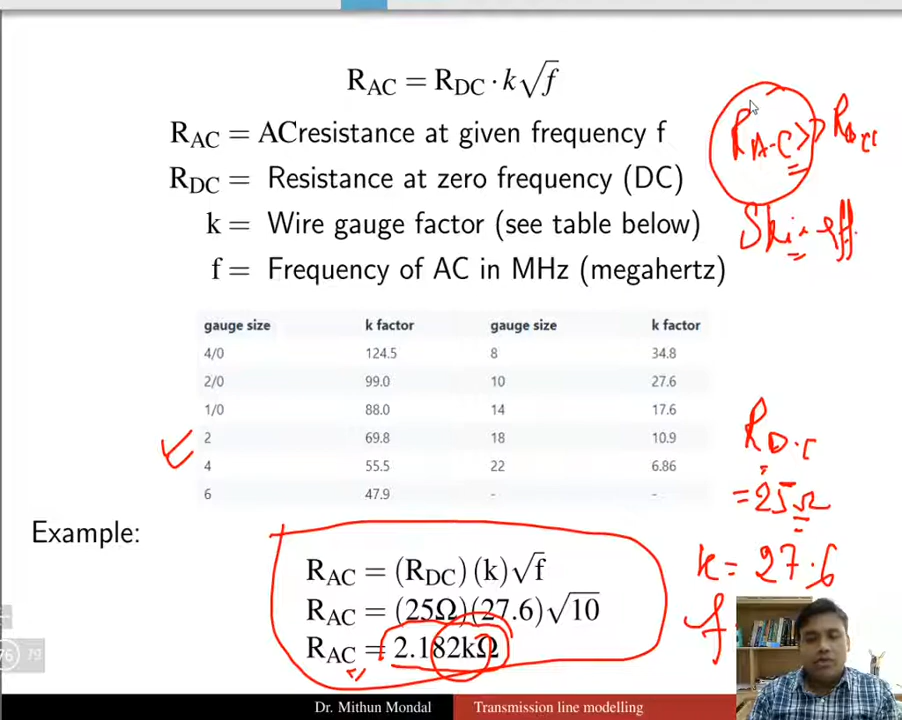 R_AC = R_DC · k√f
R_AC = ACresistance at given frequency f
R_DC = Resistance at zero frequency (DC)
k = Wire gauge factor (see table below)
f = Frequency of AC in MHz (megahertz)
R_A.C >> R_DC
Skin eff
gauge size k factor gauge size k factor
4/0 124.5 8 34.8
2/0 99.0 10 27.6
1/0 88.0 14 17.6
2 69.8 18 10.9
4 55.5 22 6.86
6 47.9 - -
R_D.C
= 25Ω
k = 27.6
f
Example:
R_AC = (R_DC)(k)√f
R_AC = (25Ω)(27.6)√10
R_AC = 2.182kΩ
76 79
Dr. Mithun Mondal Transmission line modelling